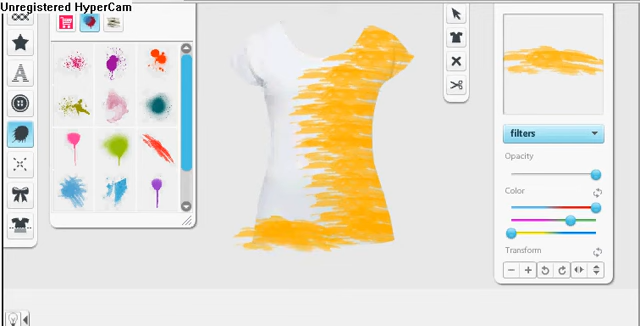 Unregistered HyperCam
filters
Opacity
Color
Transform